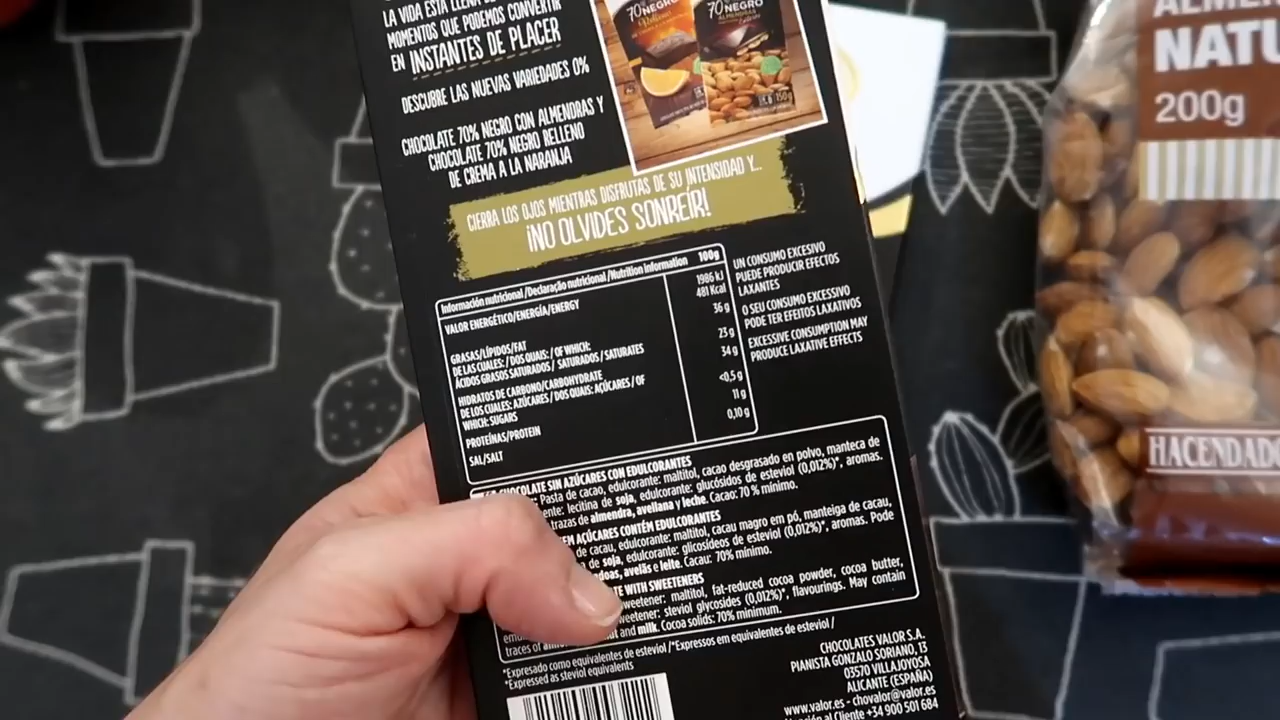 LA VIDA ESTÁ LLENA
MOMENTOS QUE PODEMOS CONVERTIR
EN INSTANTES DE PLACER
DESCUBRE LAS NUEVAS VARIEDADES 0%
CHOCOLATE 70% NEGRO CON ALMENDRAS Y
CHOCOLATE 70% NEGRO RELLENO
DE CREMA A LA NARANJA
70% NEGRO
Relleno
70% NEGRO
ALMENDRAS
CIERRA LOS OJOS MIENTRAS DISFRUTAS DE SU INTENSIDAD Y..
¡NO OLVIDES SONREÍR!
Información nutricional /Declaração nutricional /Nutrition Information 100g
VALOR ENERGÉTICO/ENERGÍA/ENERGY 1986 kJ
481 Kcal
GRASAS/LÍPIDOS/FAT 36 g
DE LAS CUALES: / DOS QUAIS: / OF WHICH:
ÁCIDOS GRASOS SATURADOS / SATURADOS / SATURATES 23 g
HIDRATOS DE CARBONO/CARBOHYDRATE 34 g
DE LOS CUALES: AZÚCARES / DOS QUAIS: AÇÚCARES / OF
WHICH: SUGARS <0,5 g
PROTEÍNAS/PROTEIN 11 g
SAL/SALT 0,10 g
UN CONSUMO EXCESIVO
PUEDE PRODUCIR EFECTOS
LAXANTES
O SEU CONSUMO EXCESSIVO
PODE TER EFEITOS LAXATIVOS
EXCESSIVE CONSUMPTION MAY
PRODUCE LAXATIVE EFFECTS
CHOCOLATE SIN AZÚCARES CON EDULCORANTES
Pasta de cacao, edulcorante: maltitol, cacao desgrasado en polvo, manteca de
lecitina de soja, edulcorante: glucósidos de esteviol (0,012%)*, aromas.
trazas de almendra, avellana y leche. Cacao: 70 % mínimo.
AÇÚCARES CONTÉM EDULCORANTES
de cacau, edulcorante: maltitol, cacau magro em pó, manteiga de cacau,
de soja, edulcorante: glicosídeos de esteviol (0,012%)*, aromas. Pode
avelãs e leite. Cacau: 70% mínimo.
WITH SWEETENERS
sweetener: maltitol, fat-reduced cocoa powder, cocoa butter,
sweetener: steviol glycosides (0,012%)*, flavourings. May contain
traces of and milk. Cocoa solids: 70% minimum.
*Expresado como equivalentes de esteviol /*Expressos em equivalentes de esteviol /
*Expressed as steviol equivalents
CHOCOLATES VALOR S.A.
PIANISTA GONZALO SORIANO, 13
03570 VILLAJOYOSA
ALICANTE (ESPAÑA)
www.valor.es - chovalor@valor.es
Atención al Cliente +34 900 501 684
NATU
200g
HACENDADO